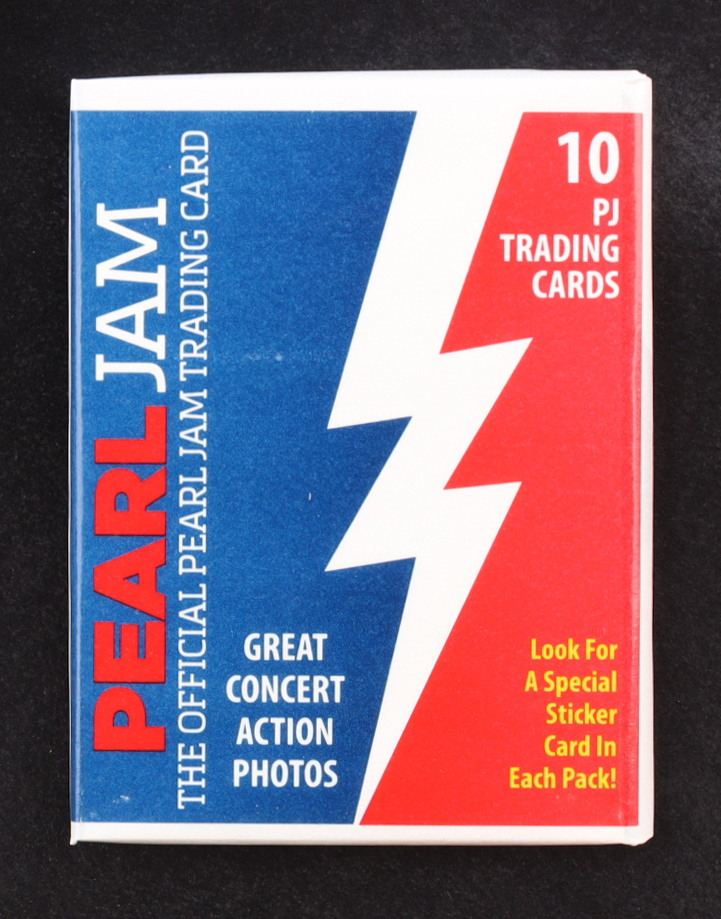 PEARL JAM
THE OFFICIAL PEARL JAM TRADING CARD
10
PJ
TRADING
CARDS
GREAT
CONCERT
ACTION
PHOTOS
Look For
A Special
Sticker
Card In
Each Pack!